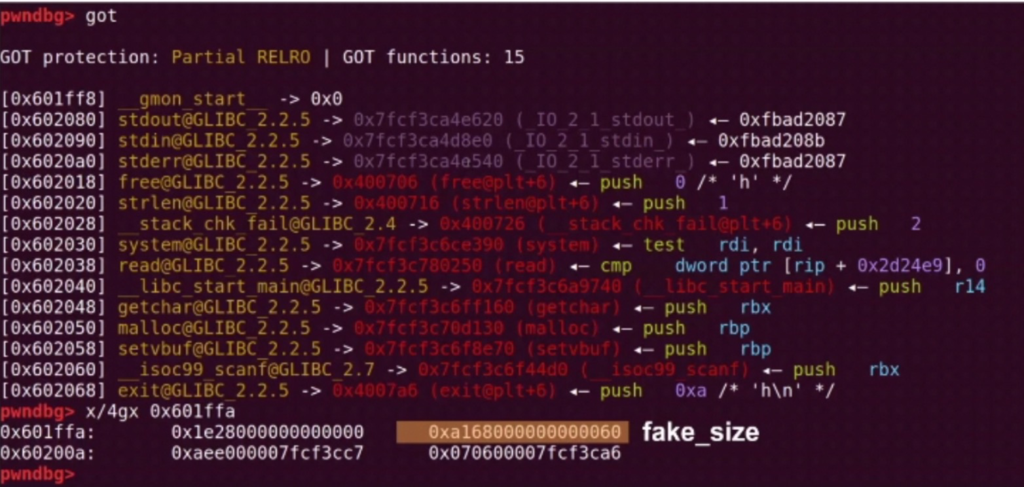 pwndbg> got
GOT protection: Partial RELRO | GOT functions: 15
[0x601ff8] __gmon_start__ -> 0x0
[0x602080] stdout@GLIBC_2.2.5 -> 0x7fcf3ca4e620 (_IO_2_1_stdout_) ◂— 0xfbad2087
[0x602090] stdin@GLIBC_2.2.5 -> 0x7fcf3ca4d8e0 (_IO_2_1_stdin_) ◂— 0xfbad208b
[0x6020a0] stderr@GLIBC_2.2.5 -> 0x7fcf3ca4e540 (_IO_2_1_stderr_) ◂— 0xfbad2087
[0x602018] free@GLIBC_2.2.5 -> 0x400706 (free@plt+6) ◂— push 0 /* 'h' */
[0x602020] strlen@GLIBC_2.2.5 -> 0x400716 (strlen@plt+6) ◂— push 1
[0x602028] __stack_chk_fail@GLIBC_2.4 -> 0x400726 (__stack_chk_fail@plt+6) ◂— push 2
[0x602030] system@GLIBC_2.2.5 -> 0x7fcf3c6ce390 (system) ◂— test rdi, rdi
[0x602038] read@GLIBC_2.2.5 -> 0x7fcf3c780250 (read) ◂— cmp dword ptr [rip + 0x2d24e9], 0
[0x602040] __libc_start_main@GLIBC_2.2.5 -> 0x7fcf3c6a9740 (__libc_start_main) ◂— push r14
[0x602048] getchar@GLIBC_2.2.5 -> 0x7fcf3c6ff160 (getchar) ◂— push rbx
[0x602050] malloc@GLIBC_2.2.5 -> 0x7fcf3c70d130 (malloc) ◂— push rbp
[0x602058] setvbuf@GLIBC_2.2.5 -> 0x7fcf3c6f8e70 (setvbuf) ◂— push rbp
[0x602060] __isoc99_scanf@GLIBC_2.7 -> 0x7fcf3c6f44d0 (__isoc99_scanf) ◂— push rbx
[0x602068] exit@GLIBC_2.2.5 -> 0x4007a6 (exit@plt+6) ◂— push 0xa /* 'h\n' */
pwndbg> x/4gx 0x601ffa
0x601ffa: 0x1e28000000000000 0xa168000000000060 fake_size
0x60200a: 0xaee000007fcf3cc7 0x070600007fcf3ca6
pwndbg>